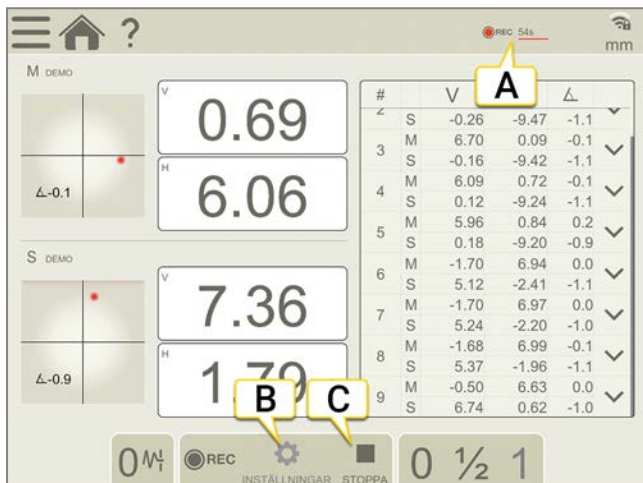 ?
REC 54s
mm
M DEMO
∡-0.1
V
0.69
H
6.06
S DEMO
∡-0.9
V
7.36
H
1.79
# V ∡
2
S -0.26 -9.47 -1.1
3 M 6.70 0.09 -0.1
S -0.16 -9.42 -1.1
4 M 6.09 0.72 -0.1
S 0.12 -9.24 -1.1
5 M 5.96 0.84 0.2
S 0.18 -9.20 -0.9
6 M -1.70 6.94 0.0
S 5.12 -2.41 -1.1
7 M -1.70 6.97 0.0
S 5.24 -2.20 -1.0
8 M -1.68 6.99 -0.1
S 5.37 -1.96 -1.1
9 M -0.50 6.63 0.0
S 6.74 0.62 -1.0
A
B
C
0
REC
INSTÄLLNINGAR
STOPPA
0 ½ 1